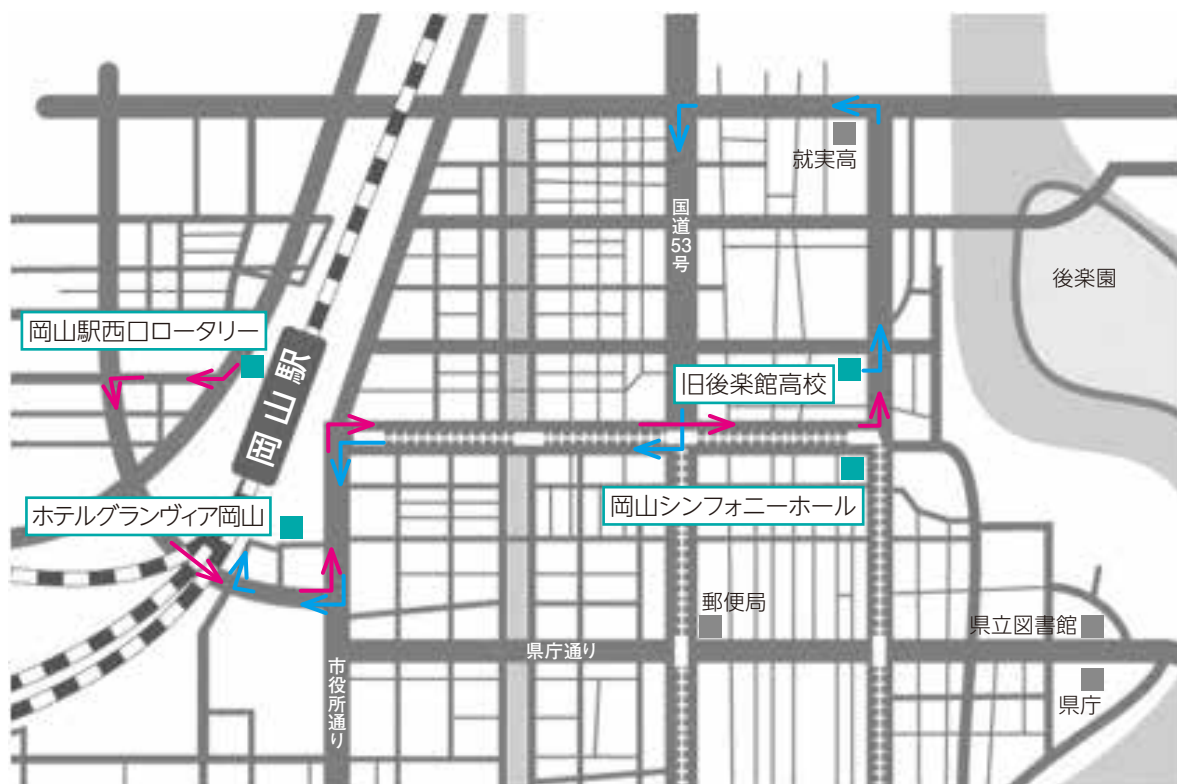 就実高
国道53号
後楽園
岡山駅西口ロータリー
岡山駅
旧後楽館高校
ホテルグランヴィア岡山
岡山シンフォニーホール
郵便局
県立図書館
県庁通り
市役所通り
県庁